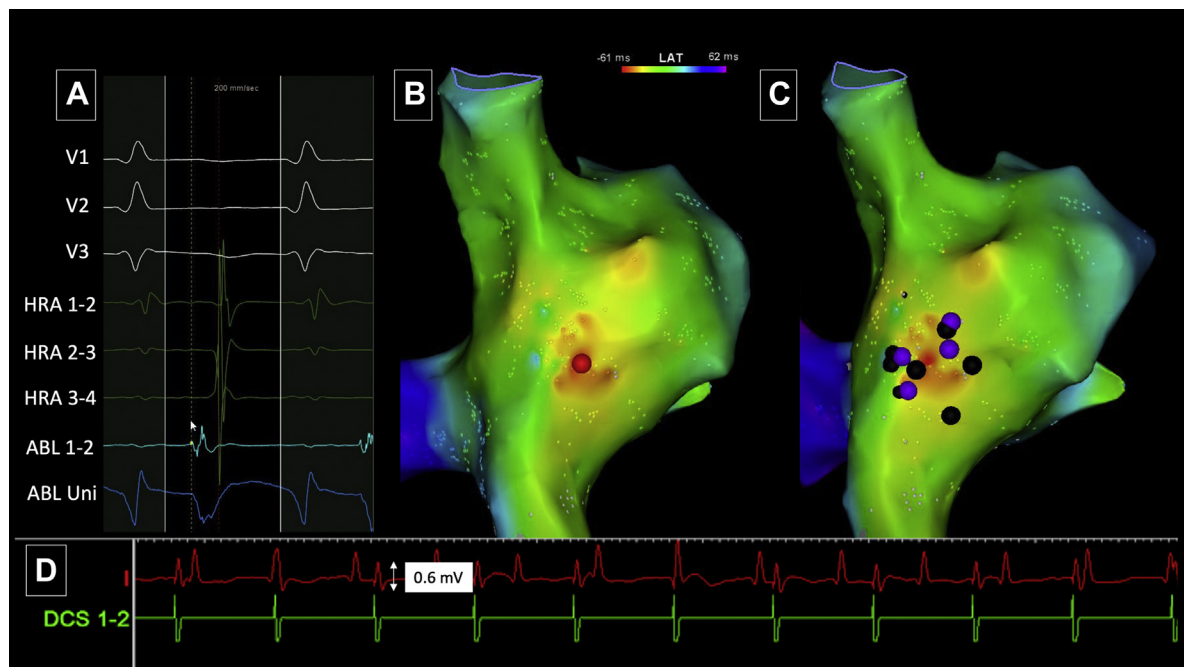 A
200 mm/sec
V1
V2
V3
HRA 1-2
HRA 2-3
HRA 3-4
ABL 1-2
ABL Uni
B
-61 ms LAT 62 ms
C
D
I
0.6 mV
DCS 1-2